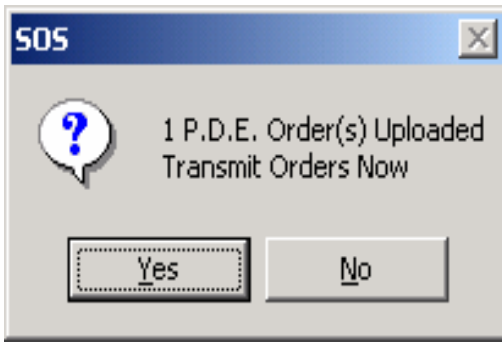 SOS
1 P.D.E. Order(s) Uploaded
Transmit Orders Now
Yes
No